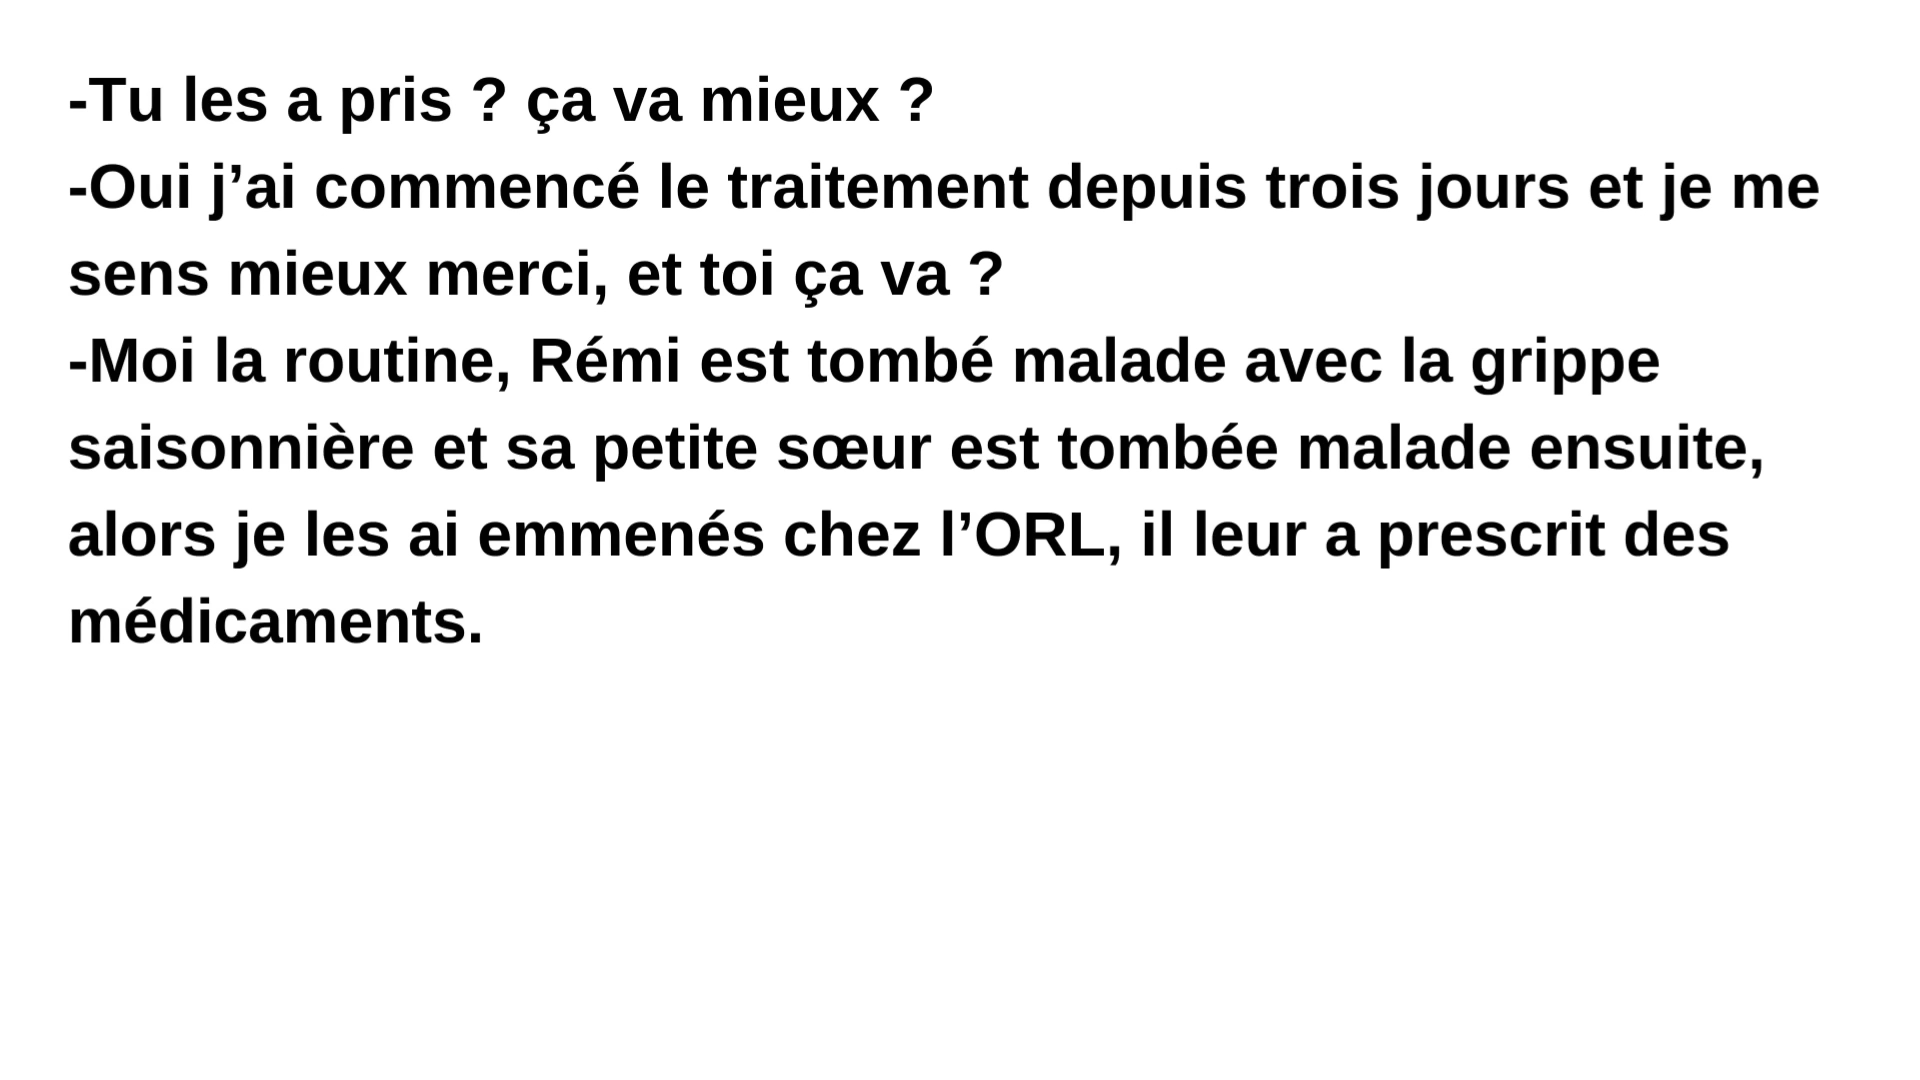 -Tu les a pris ? ça va mieux ?
-Oui j’ai commencé le traitement depuis trois jours et je me
sens mieux merci, et toi ça va ?
-Moi la routine, Rémi est tombé malade avec la grippe
saisonnière et sa petite sœur est tombée malade ensuite,
alors je les ai emmenés chez l’ORL, il leur a prescrit des
médicaments.